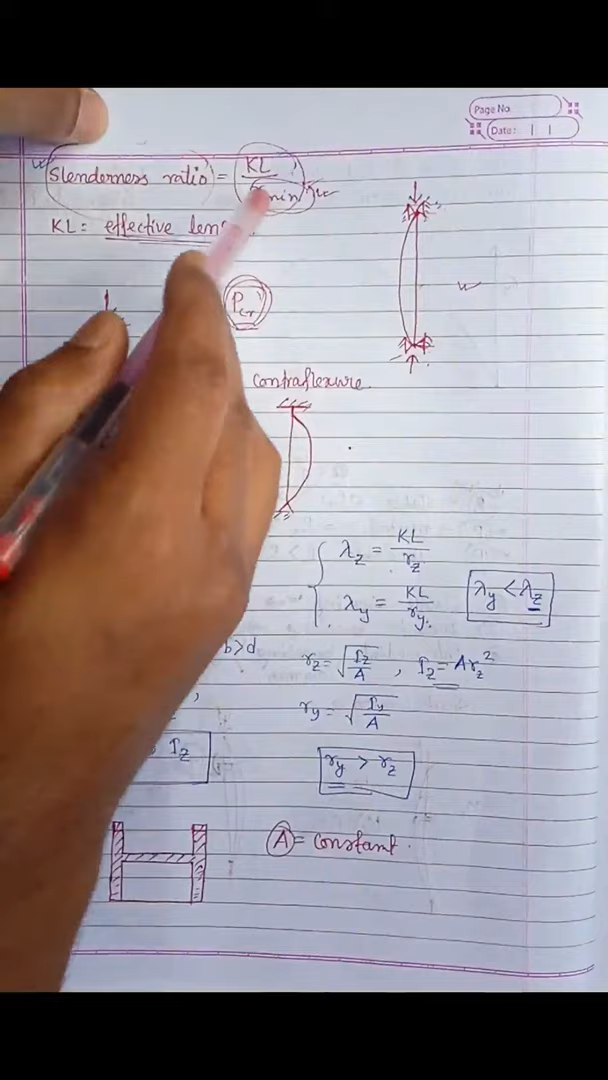 Page No.
Date: | |
Slenderness ratio = KL / rmin
KL: effective
Pcr
contraflexure
λz = KL / rz
λy = KL / ry
λy < λz
b>d
rz = √(Iz/A) , Iz = Arz²
ry = √(Iy/A)
Iz
ry > rz
A = constant.